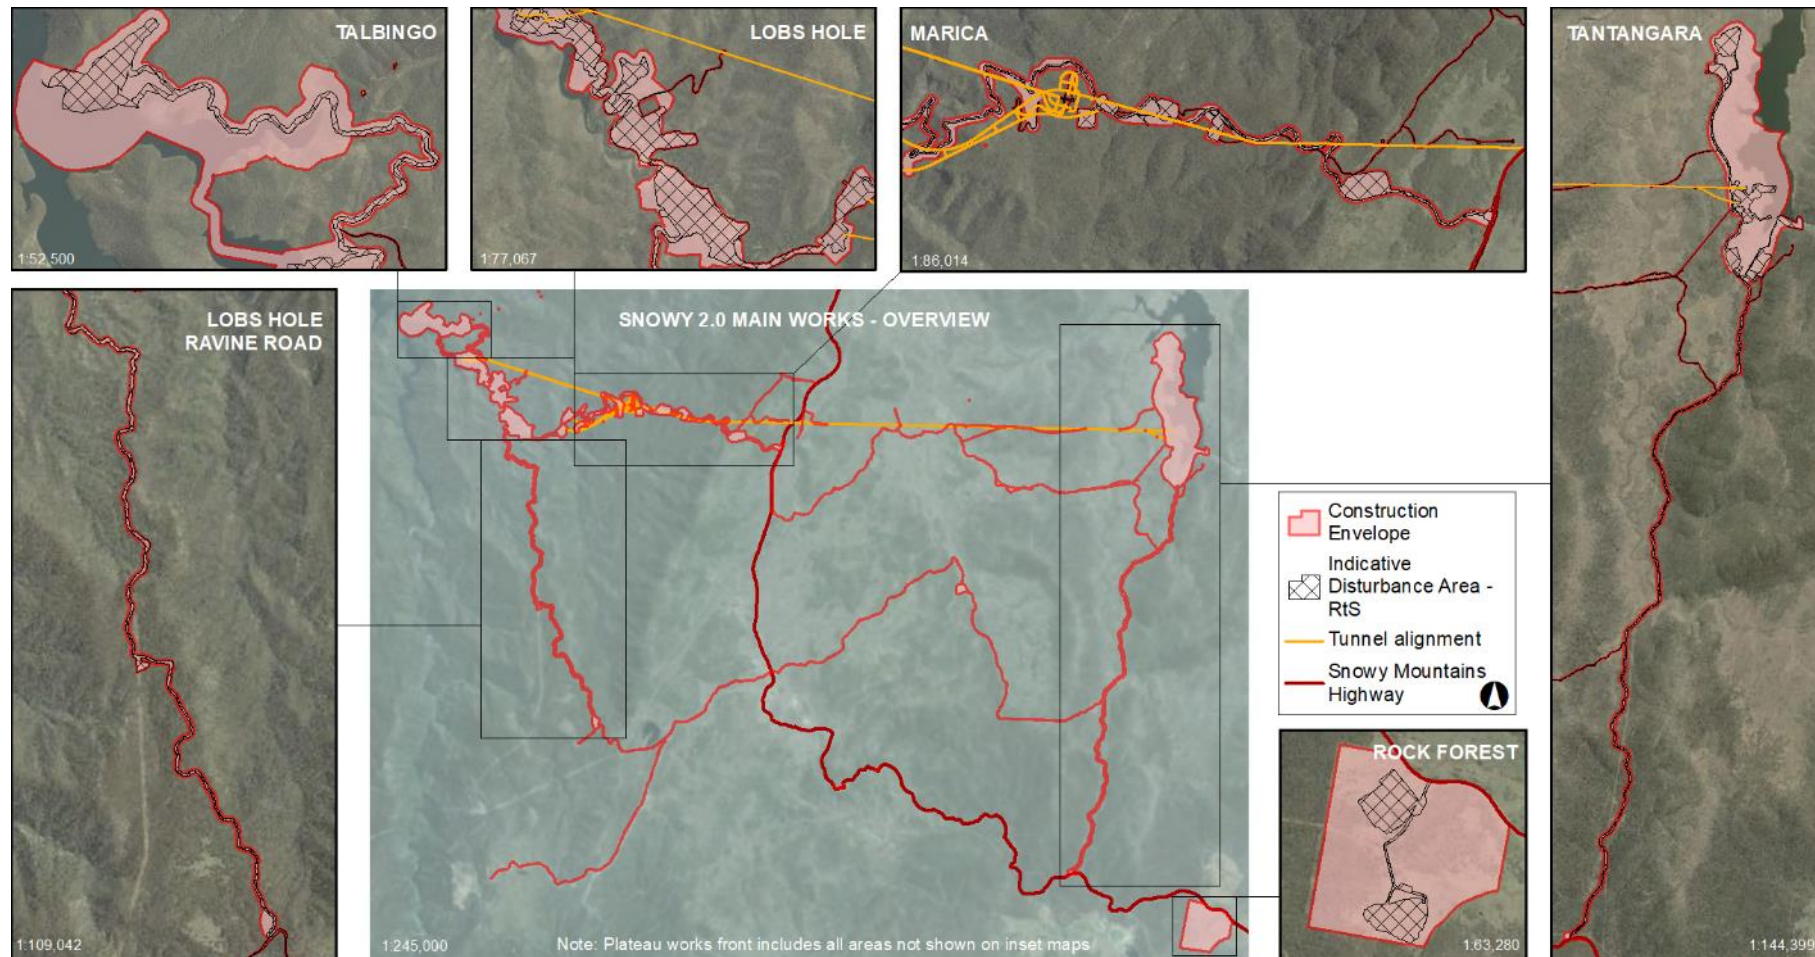 TALBINGO
1:52,500
LOBS HOLE
1:77,067
MARICA
1:86,014
TANTANGARA
1:144,399
LOBS HOLE
RAVINE ROAD
1:109,042
SNOWY 2.0 MAIN WORKS - OVERVIEW
1:245,000
Note: Plateau works front includes all areas not shown on inset maps
Construction
Envelope
Indicative
Disturbance Area -
RtS
Tunnel alignment
Snowy Mountains
Highway
ROCK FOREST
1:63,280